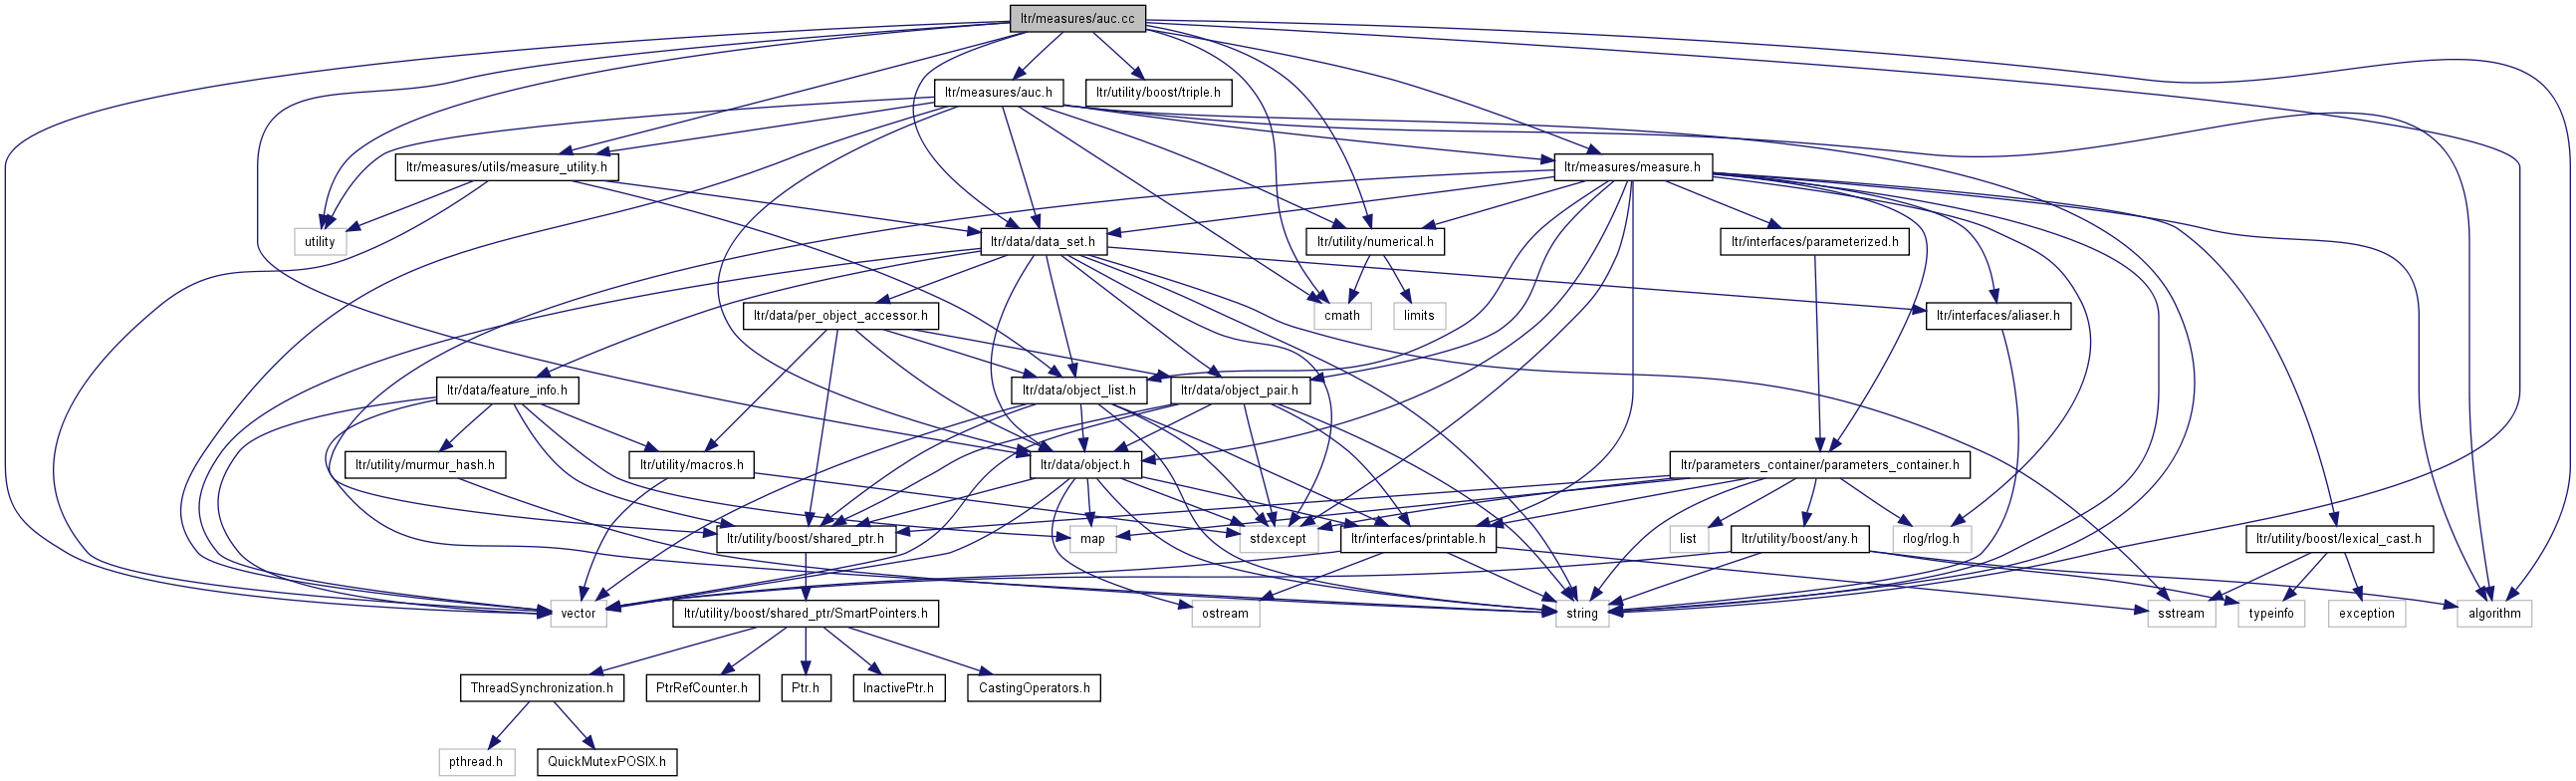 ltr/measures/auc.cc
ltr/measures/auc.h
ltr/utility/boost/triple.h
ltr/measures/utils/measure_utility.h
ltr/measures/measure.h
utility
ltr/data/data_set.h
ltr/utility/numerical.h
ltr/interfaces/parameterized.h
ltr/data/per_object_accessor.h
cmath
limits
ltr/interfaces/aliaser.h
ltr/data/feature_info.h
ltr/data/object_list.h
ltr/data/object_pair.h
ltr/utility/murmur_hash.h
ltr/utility/macros.h
ltr/data/object.h
ltr/parameters_container/parameters_container.h
ltr/utility/boost/shared_ptr.h
map
stdexcept
ltr/interfaces/printable.h
list
ltr/utility/boost/any.h
rlog/rlog.h
ltr/utility/boost/lexical_cast.h
vector
ltr/utility/boost/shared_ptr/SmartPointers.h
ostream
string
sstream
typeinfo
exception
algorithm
ThreadSynchronization.h
PtrRefCounter.h
Ptr.h
InactivePtr.h
CastingOperators.h
pthread.h
QuickMutexPOSIX.h